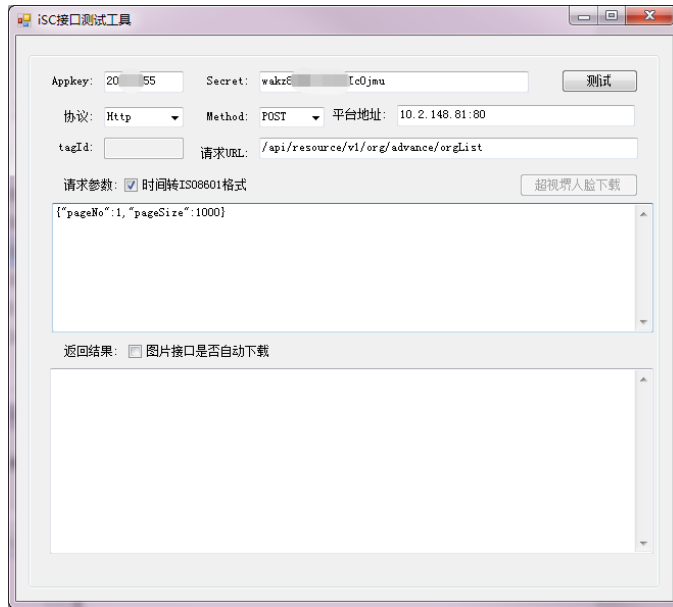 iSC接口测试工具
Appkey: 20 55 Secret: wakz8 Ic0jmu 测试
协议: Http Method: POST 平台地址: 10.2.148.81:80
tagId: 请求URL: /api/resource/v1/org/advance/orgList
请求参数: 时间转ISO8601格式 超视堺人脸下载
{"pageNo":1,"pageSize":1000}
返回结果: 图片接口是否自动下载